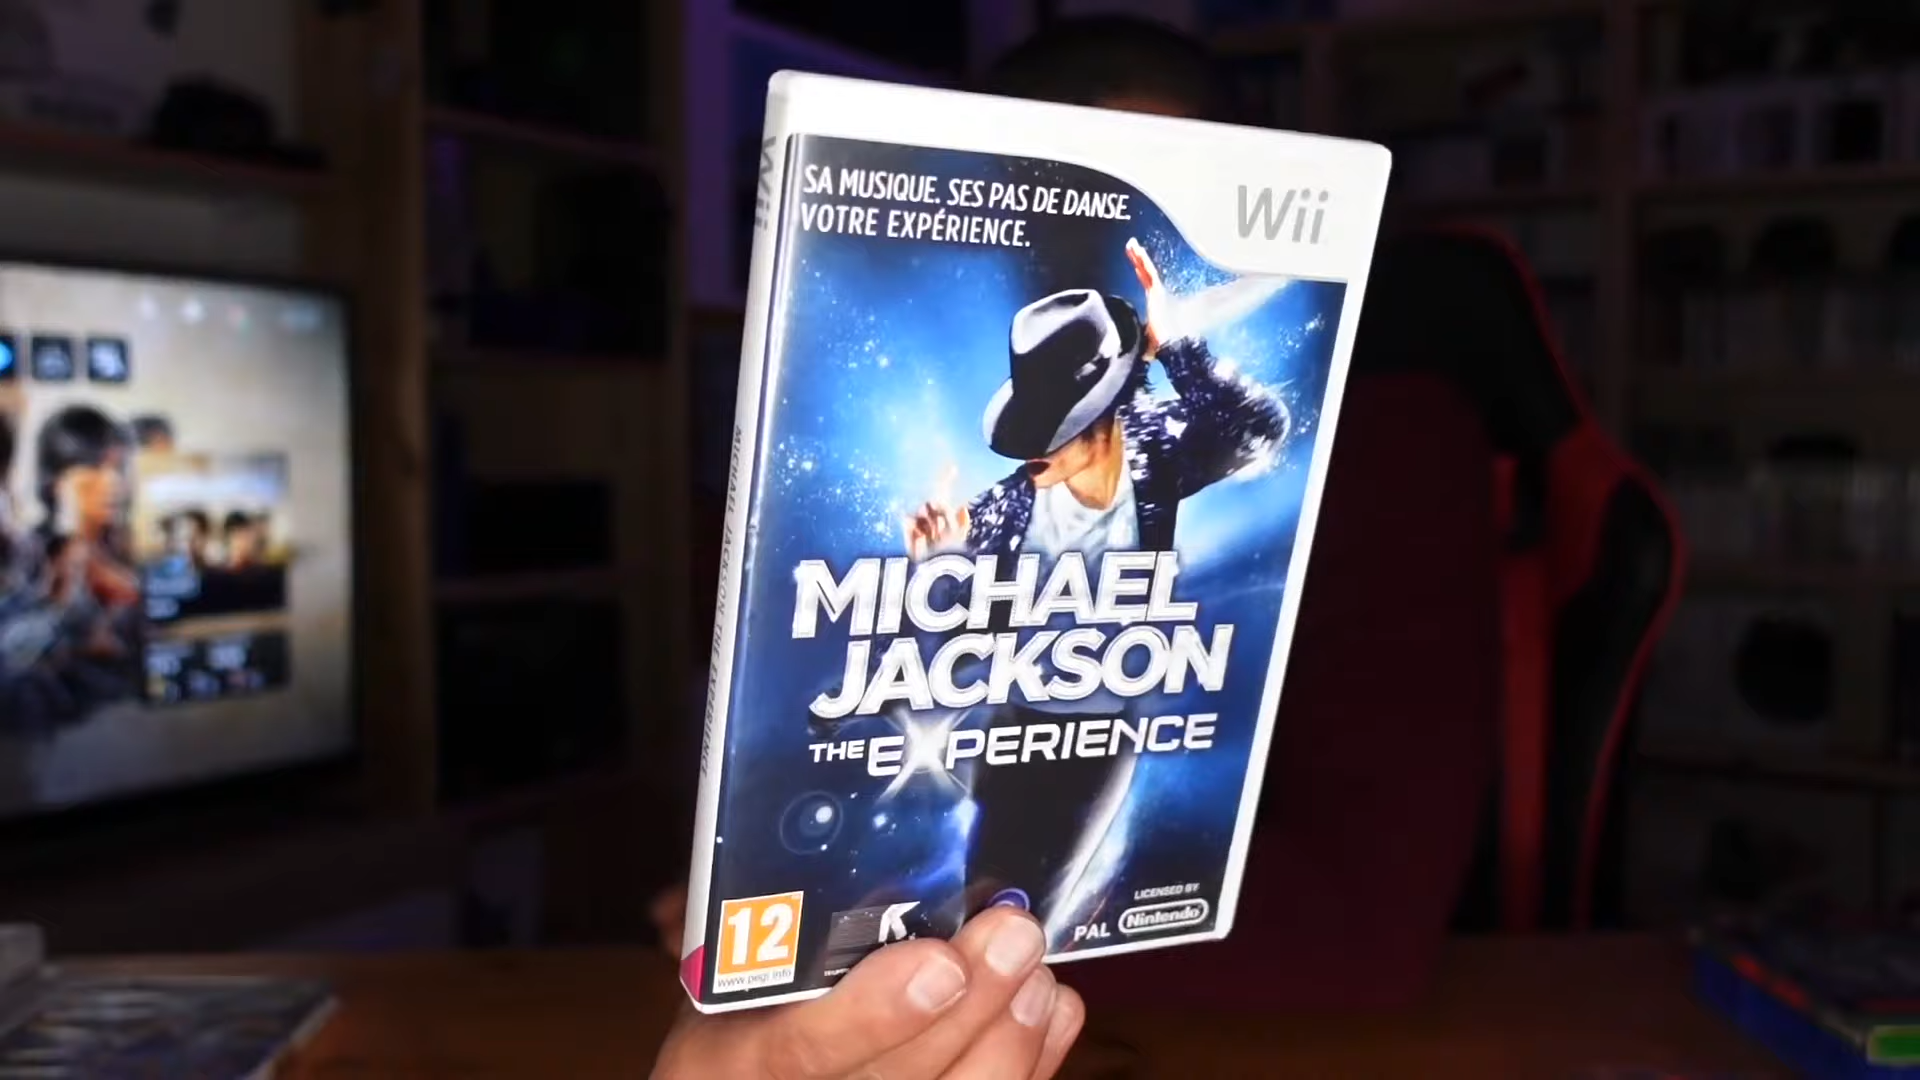 Wii
SA MUSIQUE. SES PAS DE DANSE.
VOTRE EXPÉRIENCE.
Wii
MICHAEL
JACKSON
THE EXPERIENCE
MICHAEL JACKSON THE EXPERIENCE
12
www.pegi.info
LICENSED BY
Nintendo
PAL